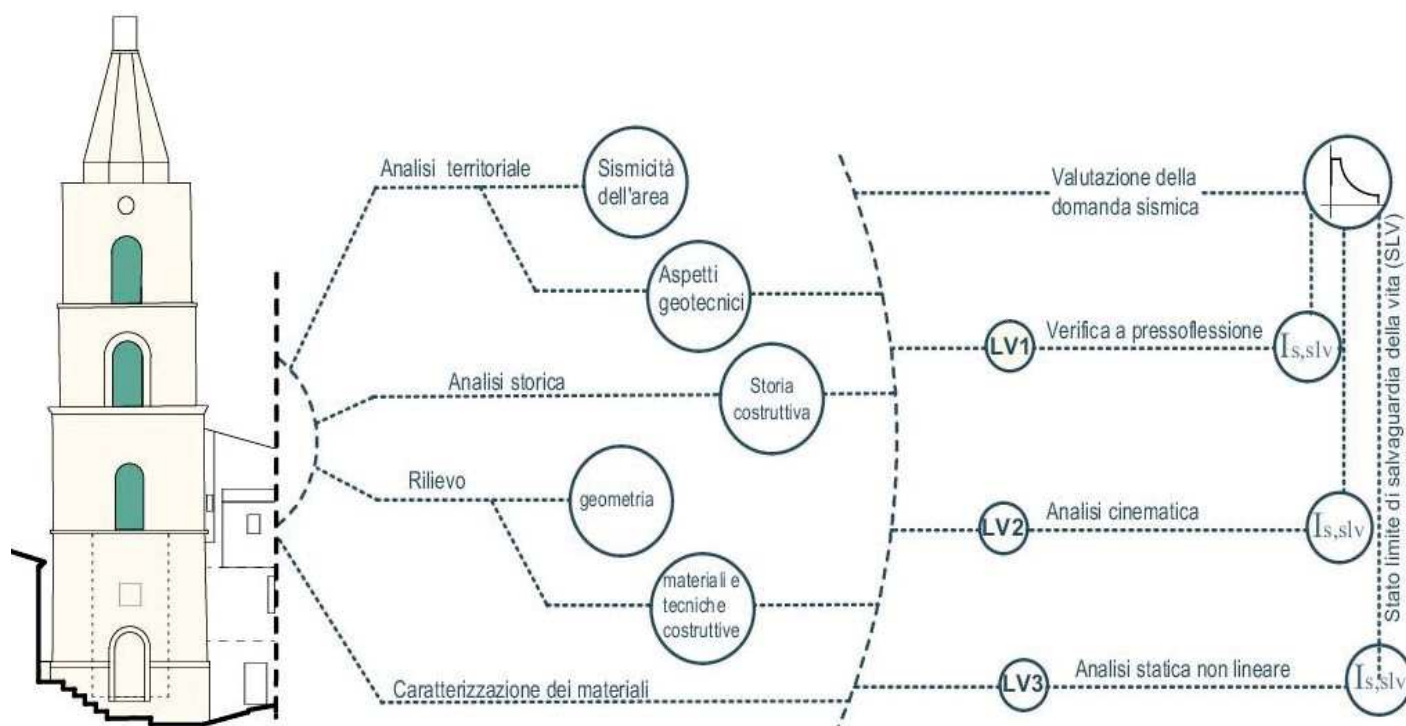 Analisi territoriale
Sismicità
dell'area
Aspetti
geotecnici
Analisi storica
Storia
costruttiva
Rilievo
geometria
materiali e
tecniche
costruttive
Caratterizzazione dei materiali
Valutazione della
domanda sismica
LV1
Verifica a pressoflessione
Is,slv
LV2
Analisi cinematica
Is,slv
LV3
Analisi statica non lineare
Is,slv
Stato limite di salvaguardia della vita (SLV)